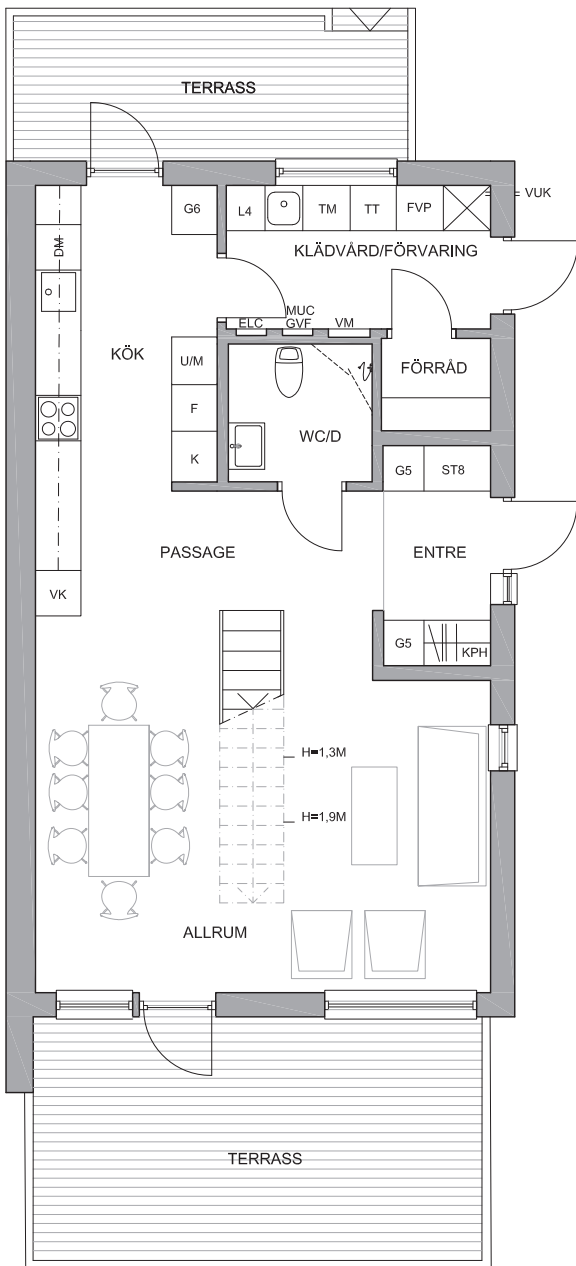 TERRASS
VUK
G6
L4
TM
TT
FVP
DM
KLÄDVÅRD/FÖRVARING
ELC
MUC
GVF
VM
KÖK
U/M
F
K
FÖRRÅD
WC/D
G5
ST8
PASSAGE
ENTRE
VK
G5
KPH
H=1,3M
H=1,9M
ALLRUM
TERRASS